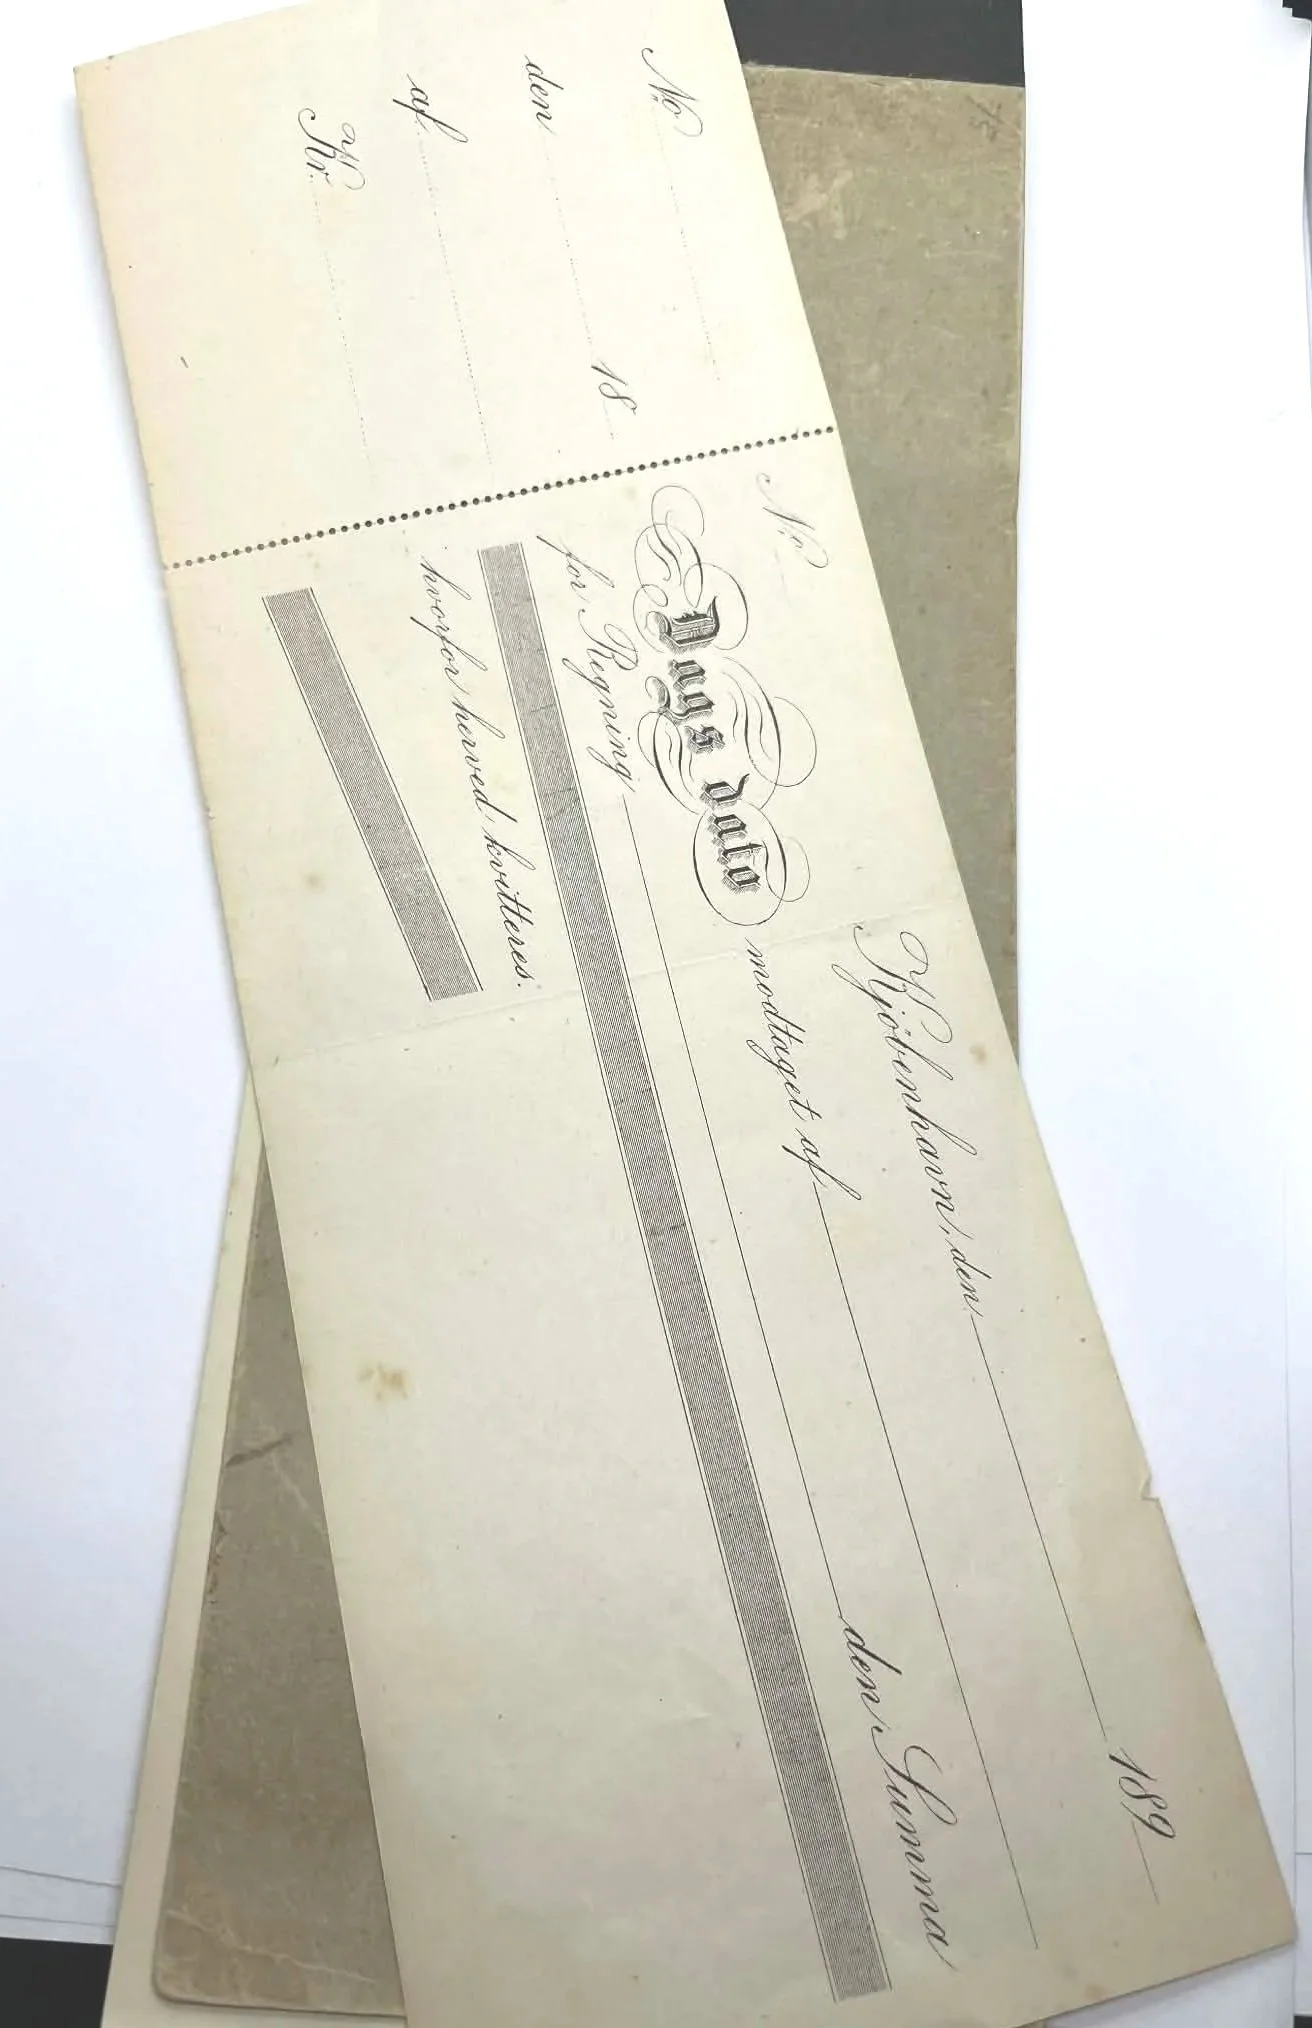 No
den 18
af
Kr.
No
Kjöbenhavn, den 189
Dags dato modtaget af
for Regning den Summa
hvorfor herved kvitteres.